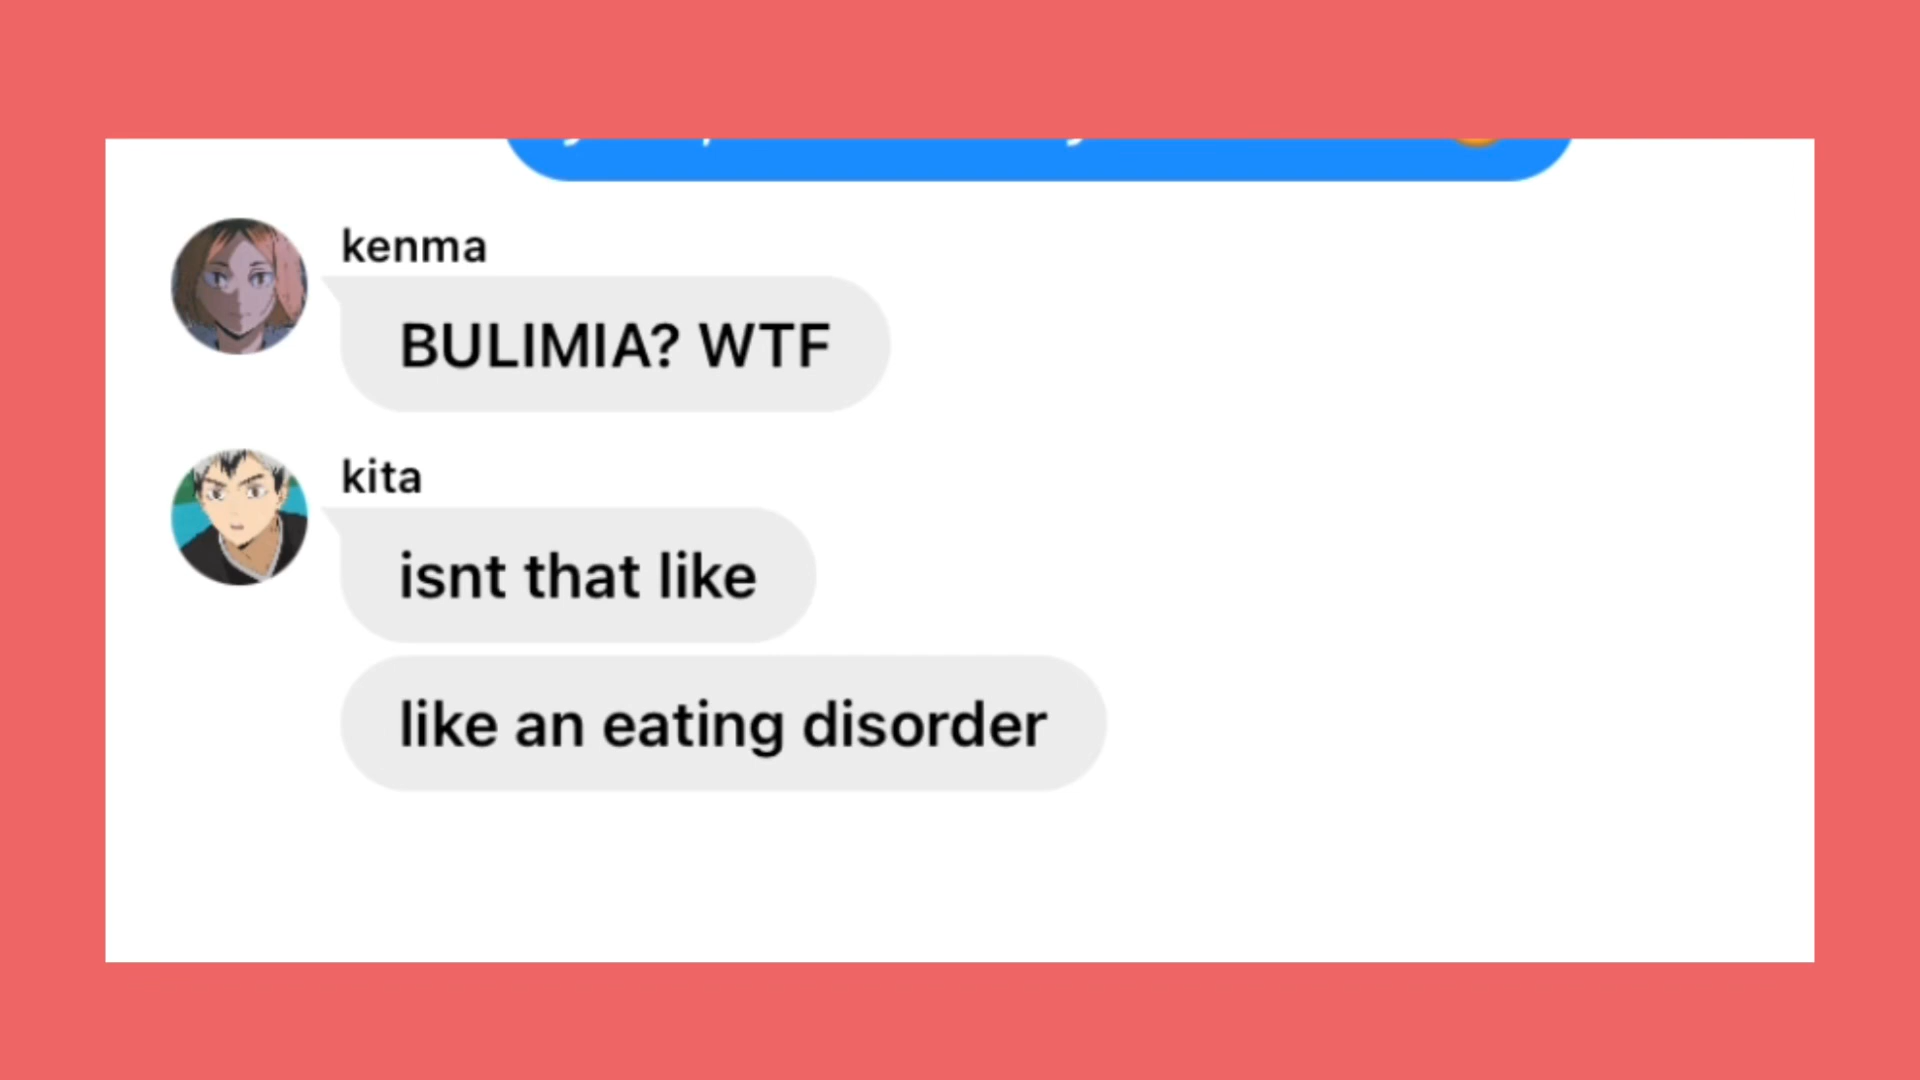 kenma
BULIMIA? WTF
kita
isnt that like
like an eating disorder